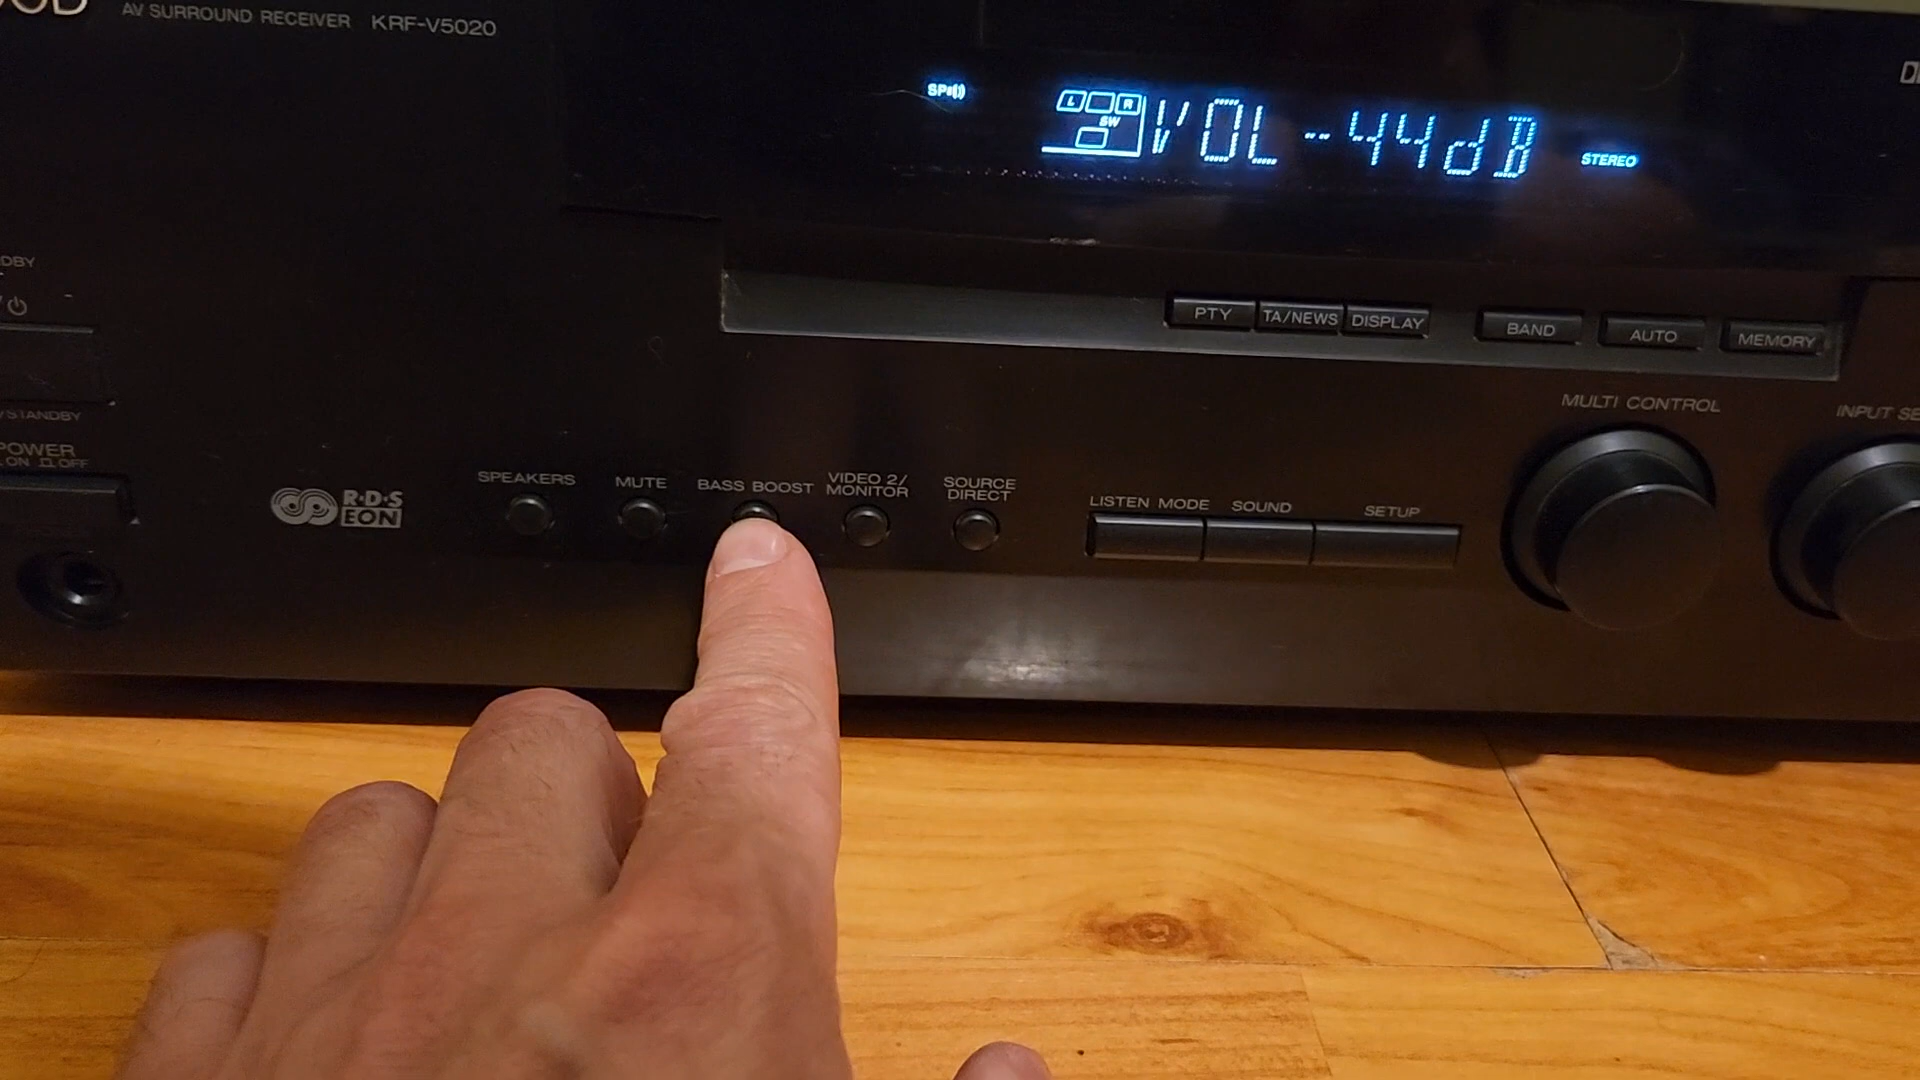 AV SURROUND RECEIVER KRF-V5020
SP
L R
SW
VOL -44dB
STEREO
PTY TA/NEWS DISPLAY BAND AUTO MEMORY
MULTI CONTROL
/STANDBY
POWER
ON OFF
R·D·S
EON
SPEAKERS
MUTE
BASS BOOST
VIDEO 2/
MONITOR
SOURCE
DIRECT
LISTEN MODE SOUND SETUP